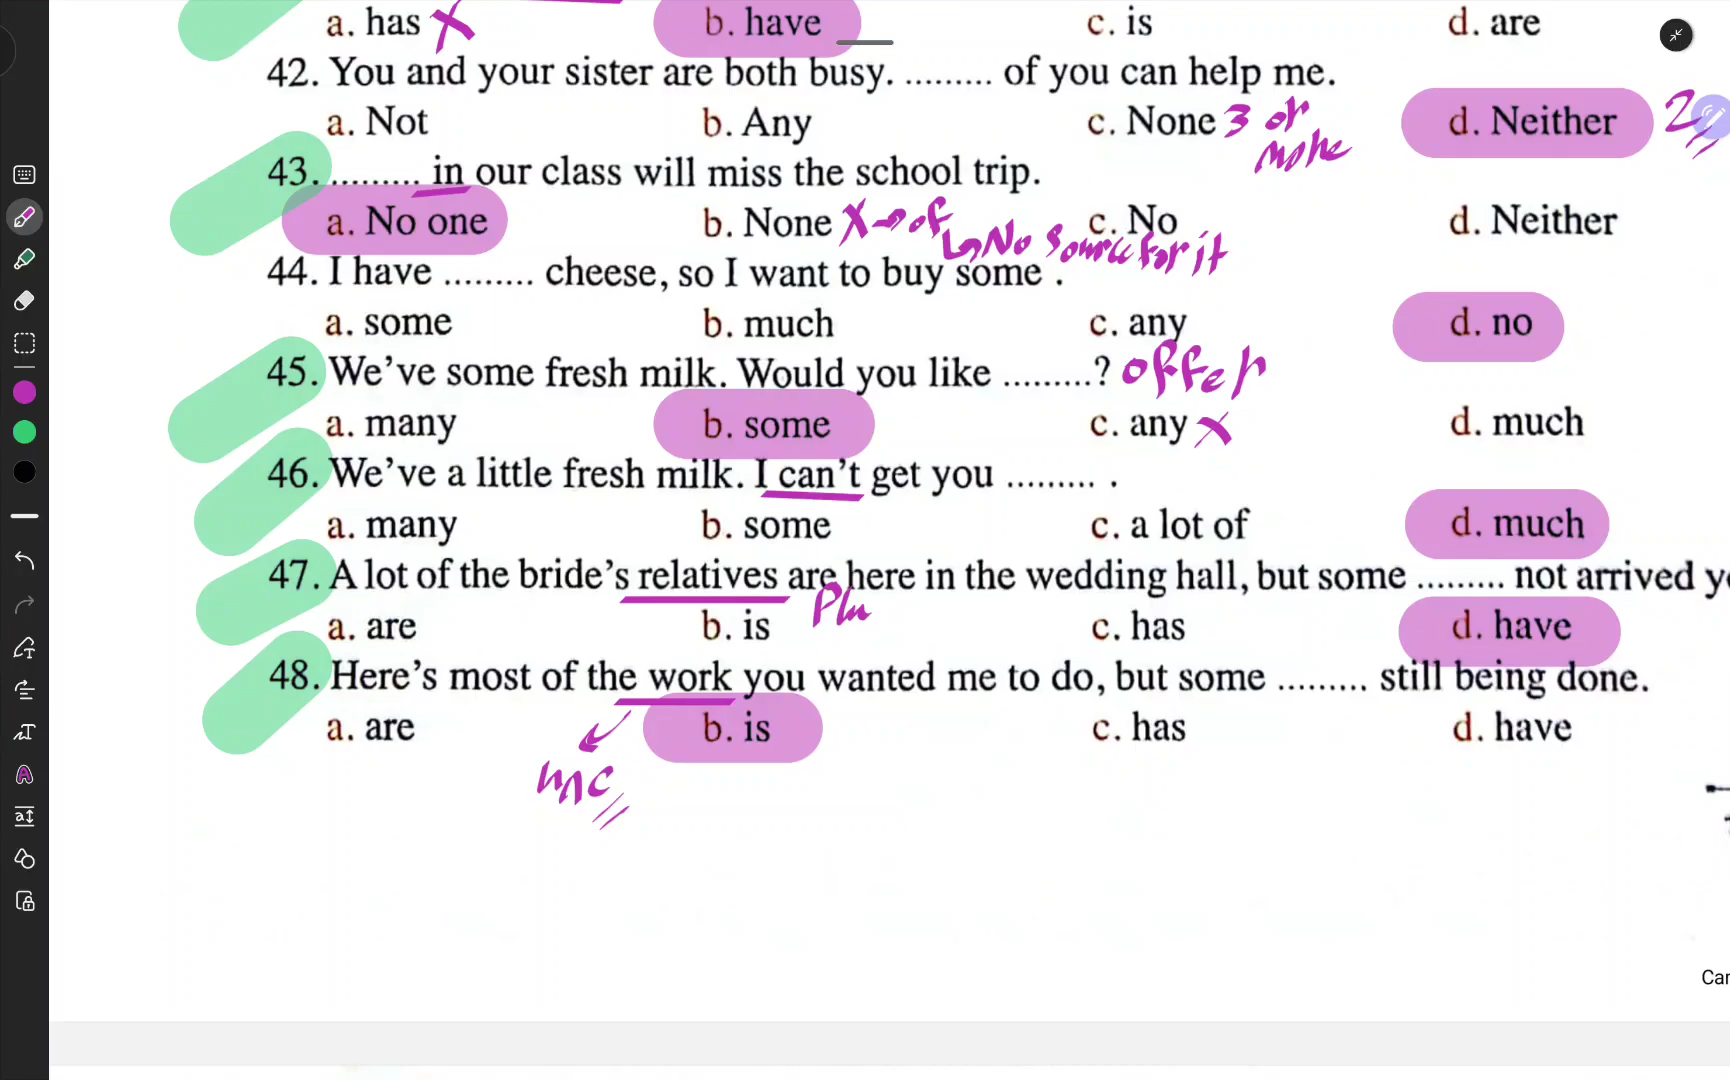 a. has X b. have c. is d. are
42. You and your sister are both busy. ......... of you can help me.
a. Not b. Any c. None 3 or more d. Neither 2
43. ......... in our class will miss the school trip.
a. No one b. None X → of c. No d. Neither
↳ No source for it
44. I have ......... cheese, so I want to buy some .
a. some b. much c. any d. no
45. We've some fresh milk. Would you like .........? offer
a. many b. some c. any X d. much
46. We've a little fresh milk. I can't get you ......... .
a. many b. some c. a lot of d. much
47. A lot of the bride's relatives are here in the wedding hall, but some ......... not arrived y
Plu
a. are b. is c. has d. have
48. Here's most of the work you wanted me to do, but some ......... still being done.
a. are b. is c. has d. have
unc
Car